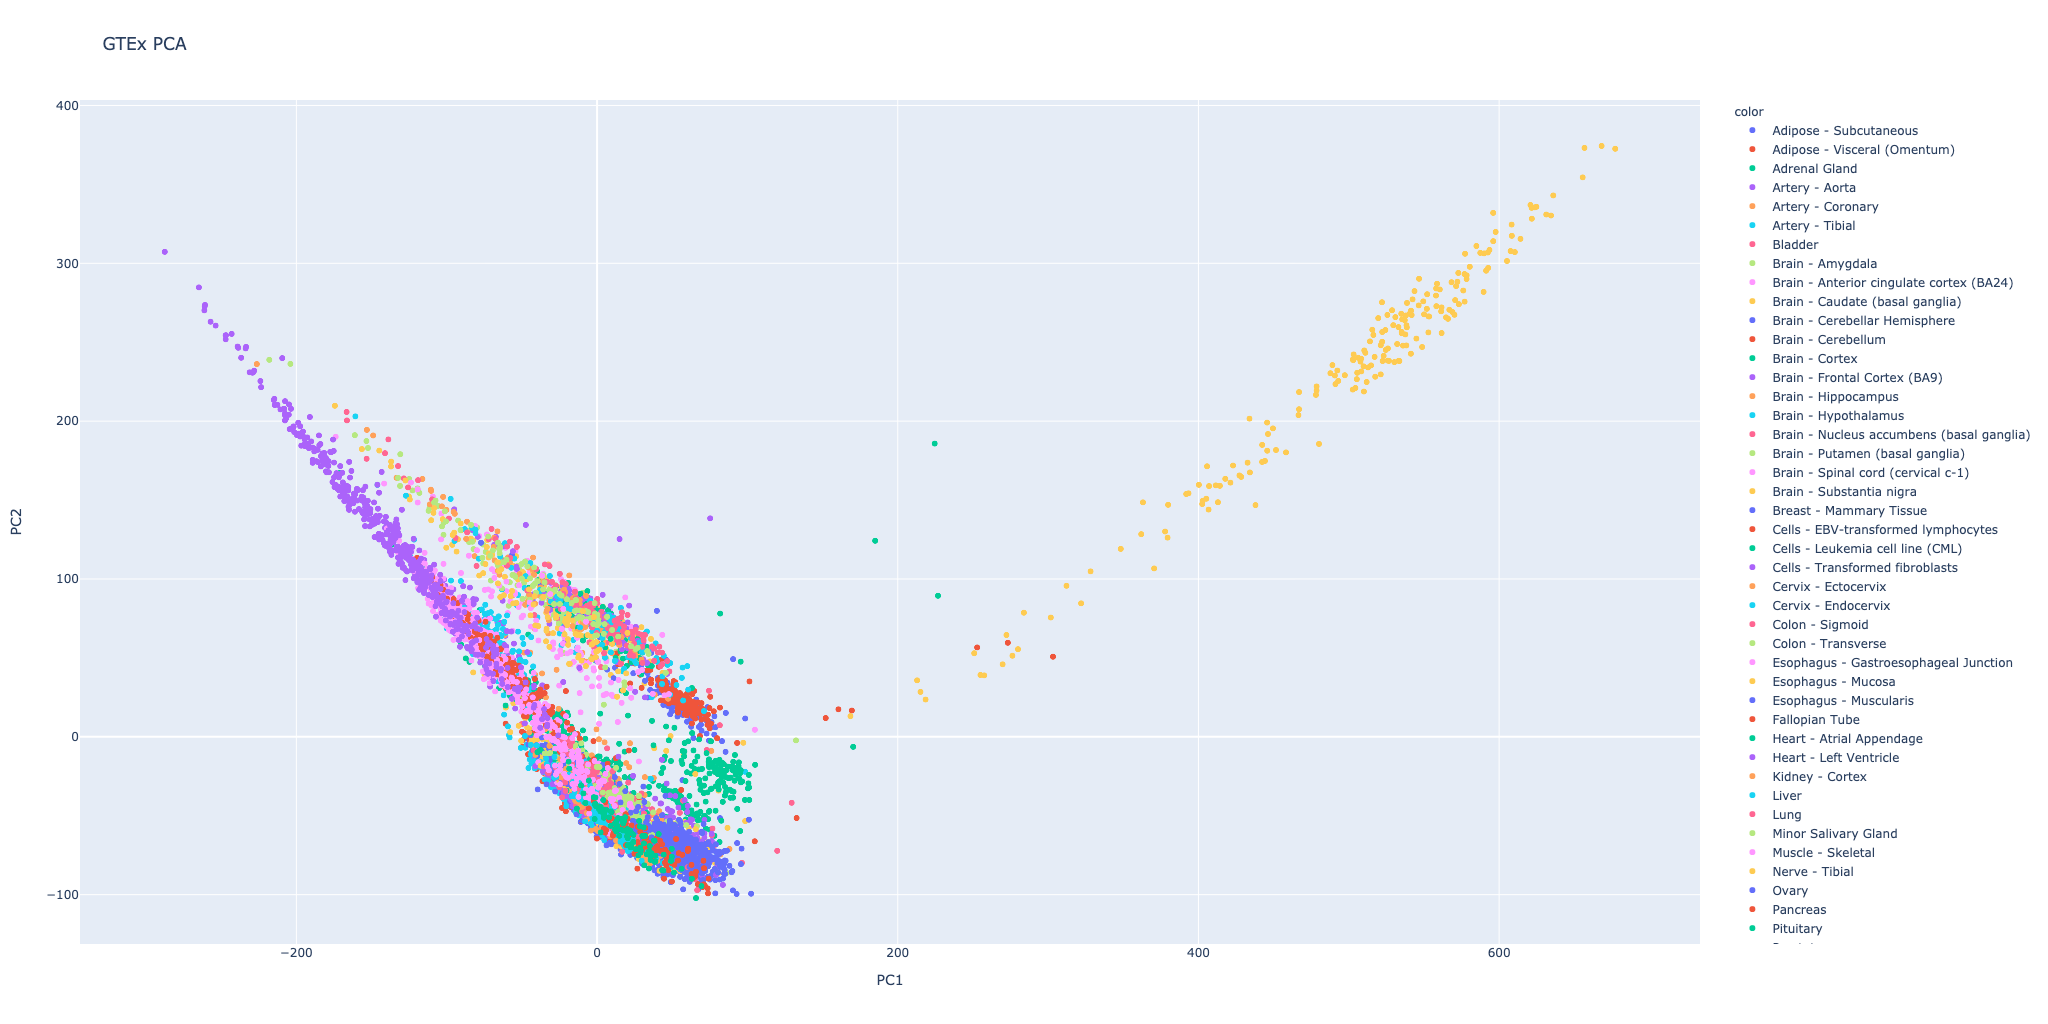 GTEx PCA
400
300
200
100
0
−100
PC2
−200
0
200
400
600
PC1
color
Adipose - Subcutaneous
Adipose - Visceral (Omentum)
Adrenal Gland
Artery - Aorta
Artery - Coronary
Artery - Tibial
Bladder
Brain - Amygdala
Brain - Anterior cingulate cortex (BA24)
Brain - Caudate (basal ganglia)
Brain - Cerebellar Hemisphere
Brain - Cerebellum
Brain - Cortex
Brain - Frontal Cortex (BA9)
Brain - Hippocampus
Brain - Hypothalamus
Brain - Nucleus accumbens (basal ganglia)
Brain - Putamen (basal ganglia)
Brain - Spinal cord (cervical c-1)
Brain - Substantia nigra
Breast - Mammary Tissue
Cells - EBV-transformed lymphocytes
Cells - Leukemia cell line (CML)
Cells - Transformed fibroblasts
Cervix - Ectocervix
Cervix - Endocervix
Colon - Sigmoid
Colon - Transverse
Esophagus - Gastroesophageal Junction
Esophagus - Mucosa
Esophagus - Muscularis
Fallopian Tube
Heart - Atrial Appendage
Heart - Left Ventricle
Kidney - Cortex
Liver
Lung
Minor Salivary Gland
Muscle - Skeletal
Nerve - Tibial
Ovary
Pancreas
Pituitary